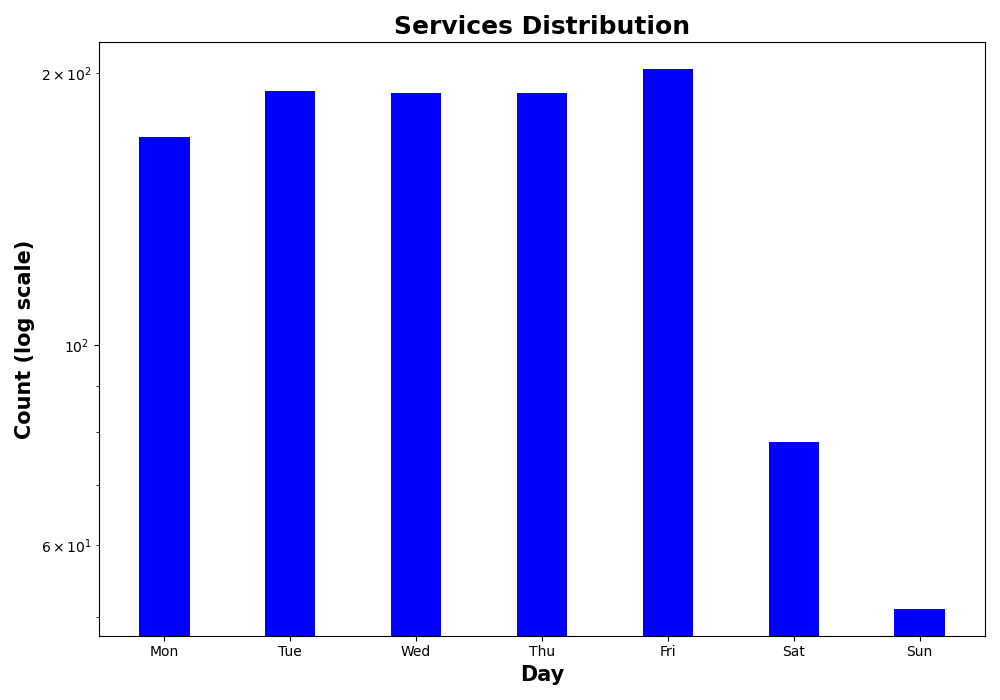 Services Distribution
Count (log scale)
2 × 10²
10²
6 × 10¹
Mon Tue Wed Thu Fri Sat Sun
Day